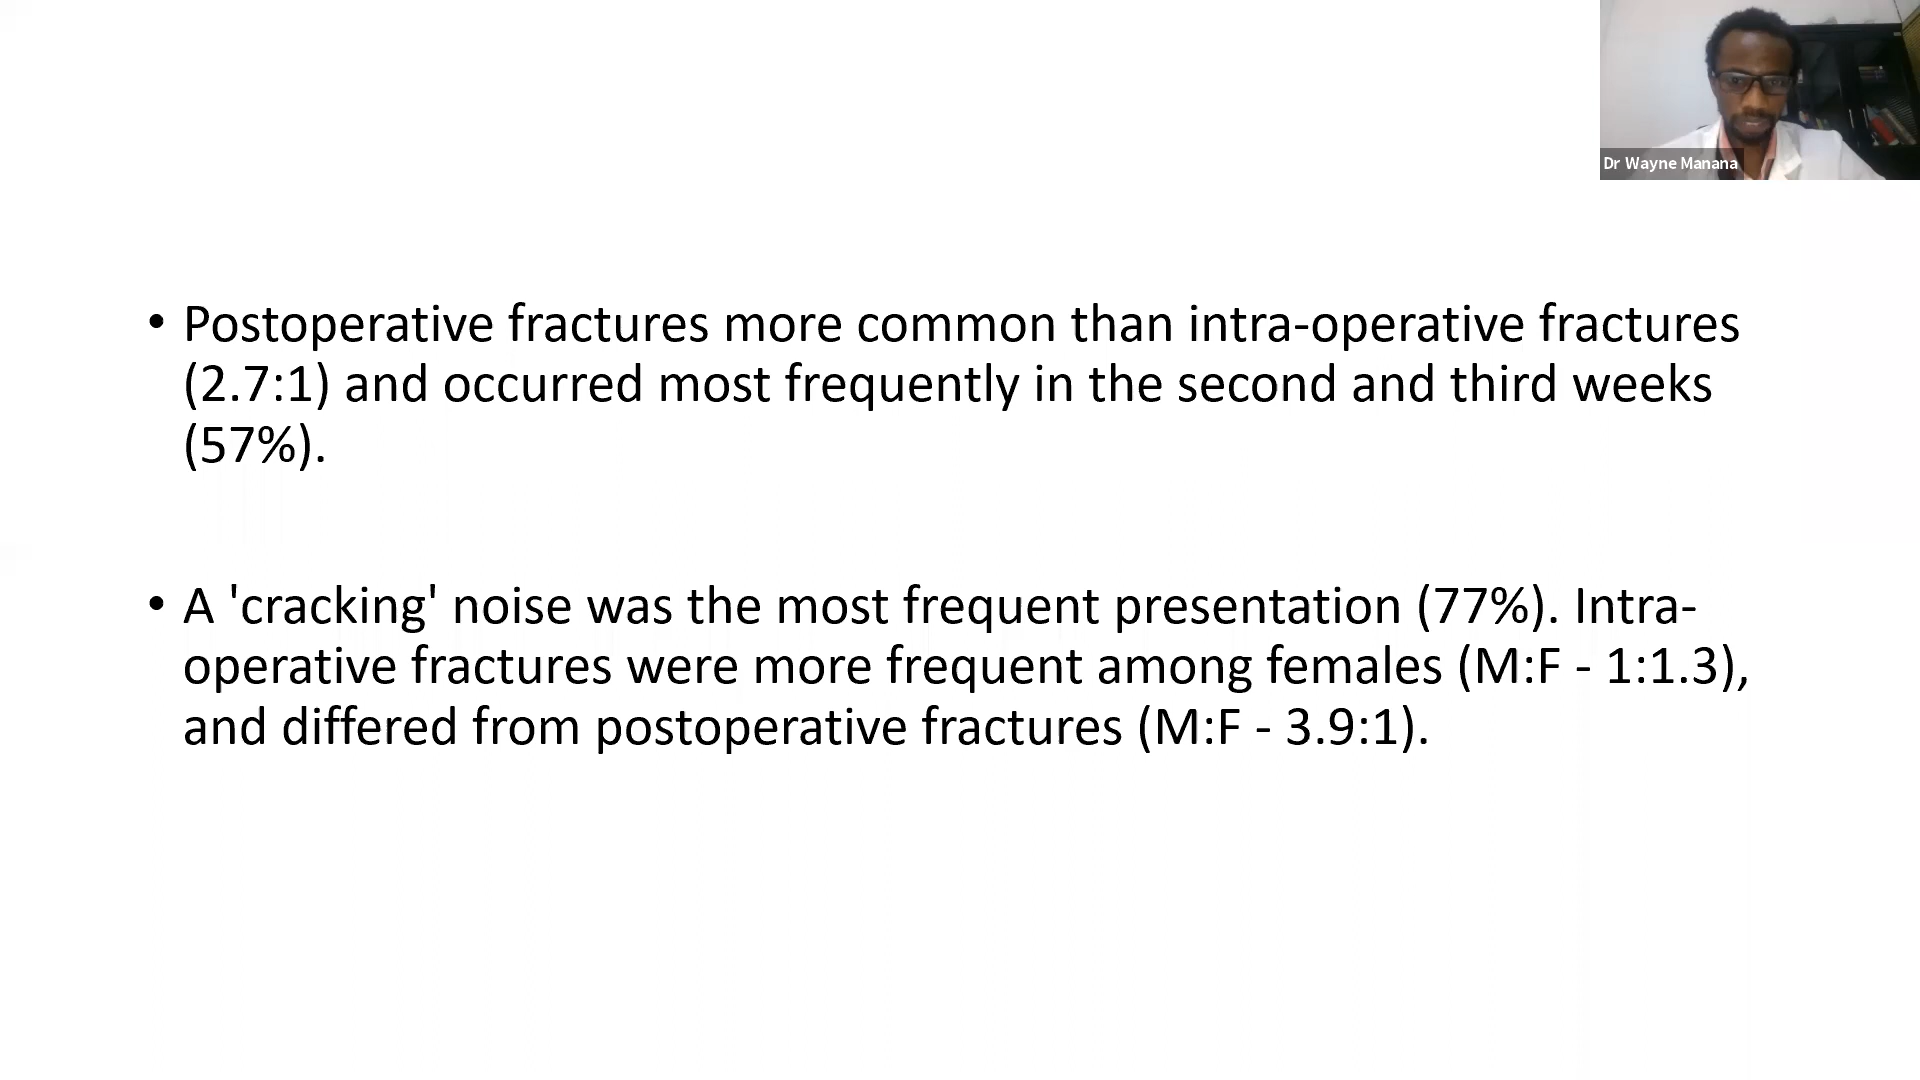 Dr Wayne Manana
• Postoperative fractures more common than intra-operative fractures
(2.7:1) and occurred most frequently in the second and third weeks
(57%).
• A 'cracking' noise was the most frequent presentation (77%). Intra-
operative fractures were more frequent among females (M:F - 1:1.3),
and differed from postoperative fractures (M:F - 3.9:1).